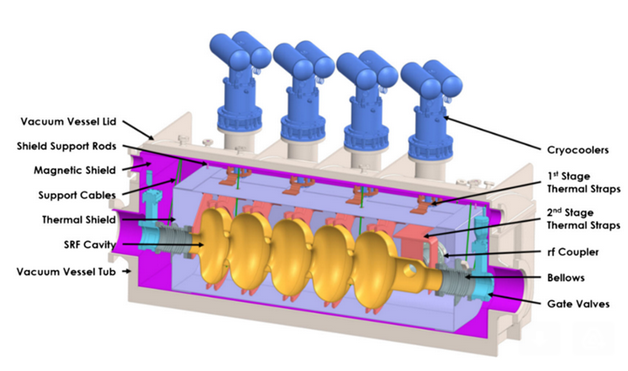 Vacuum Vessel Lid
Shield Support Rods
Magnetic Shield
Support Cables
Thermal Shield
SRF Cavity
Vacuum Vessel Tub
Cryocoolers
1st Stage
Thermal Straps
2nd Stage
Thermal Straps
rf Coupler
Bellows
Gate Valves